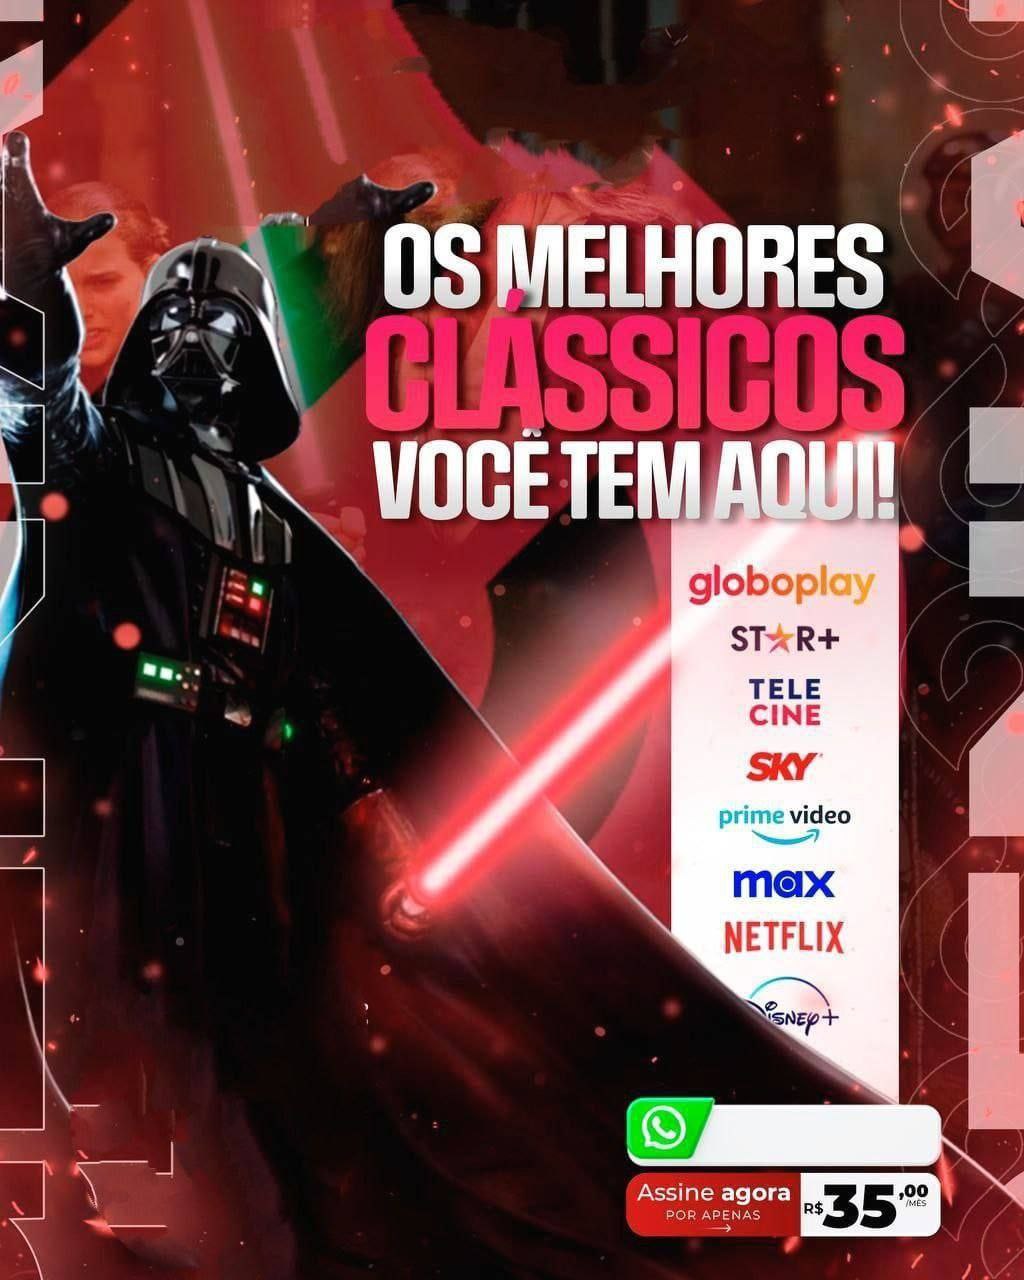 OS MELHORES
CLÁSSICOS
VOCÊ TEM AQUI!
globoplay
STAR+
TELE
CINE
SKY
prime video
max
NETFLIX
Disney+
Assine agora
POR APENAS
R$35,00
/MÊS